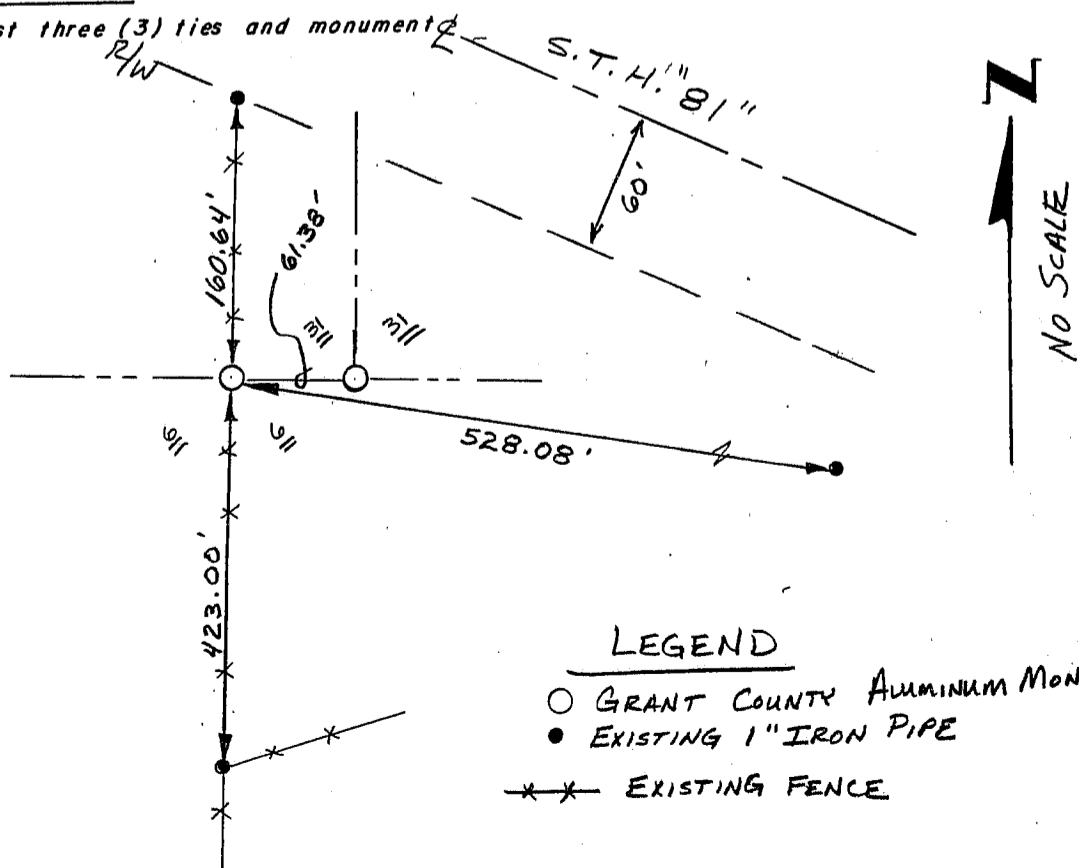 st three (3) ties and monument
℄
R/W
S. T. H. "81"
60'
N
NO SCALE
160.64'
61.38'
528.08'
423.00'
LEGEND
GRANT COUNTY ALUMINUM MON
EXISTING 1" IRON PIPE
EXISTING FENCE